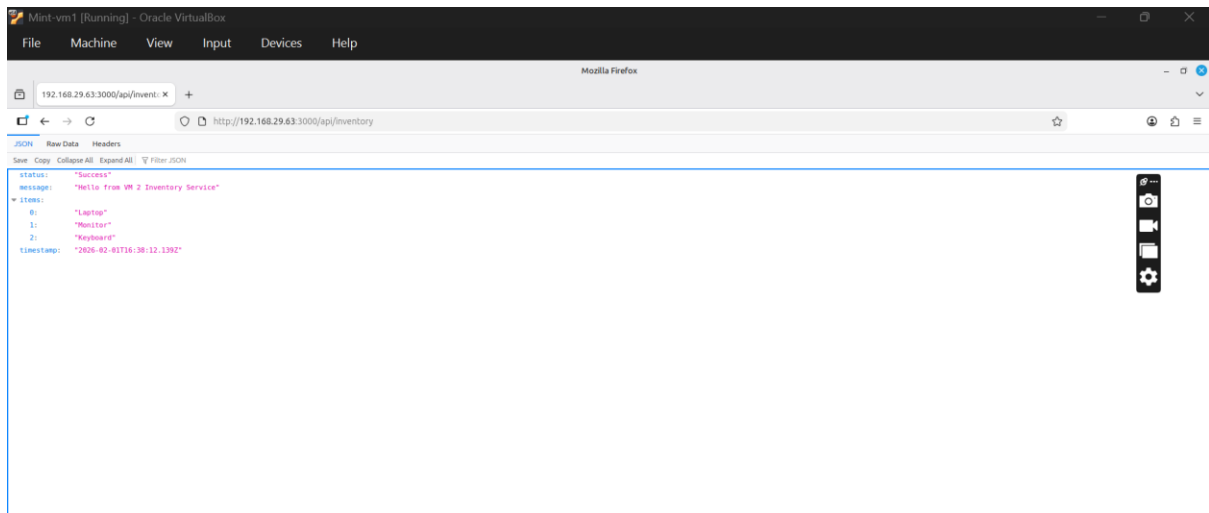 Mint-vm1 [Running] - Oracle VirtualBox
File Machine View Input Devices Help
Mozilla Firefox
192.168.29.63:3000/api/invento
http://192.168.29.63:3000/api/inventory
JSON Raw Data Headers
Save Copy Collapse All Expand All Filter JSON
status: "Success"
message: "Hello from VM 2 Inventory Service"
items:
0: "Laptop"
1: "Monitor"
2: "Keyboard"
timestamp: "2026-02-01T16:38:12.139Z"